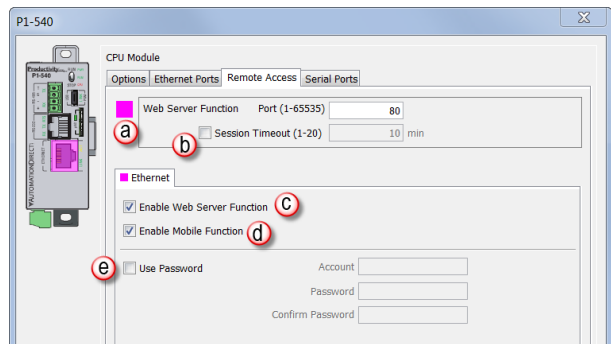 P1-540
CPU Module
Options Ethernet Ports Remote Access Serial Ports
Productivity
P1-540
RUN
STOP
Web Server Function Port (1-65535) 80
a
b Session Timeout (1-20) 10 min
Ethernet
Enable Web Server Function c
Enable Mobile Function d
e Use Password Account
Password
Confirm Password